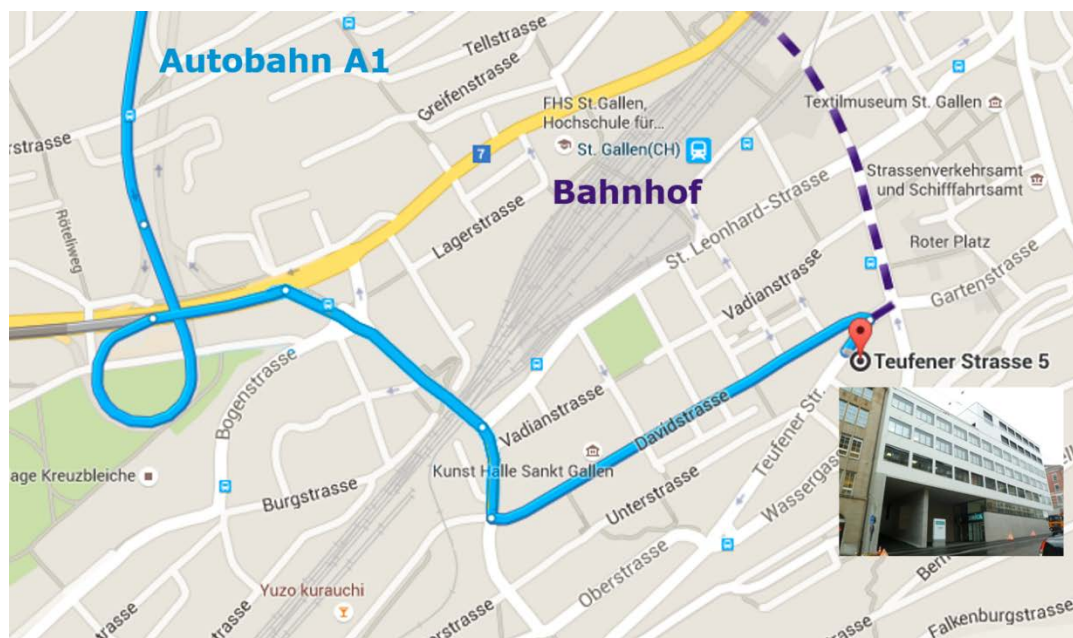 Autobahn A1
Tellstrasse
Greifenstrasse
rstrasse
FHS St.Gallen,
Hochschule für...
St. Gallen(CH)
7
Textilmuseum St. Gallen
Bahnhof
Strassenverkehrsamt
und Schifffahrtsamt
Röteliweg
Lagerstrasse
St. Leonhard-Strasse
Roter Platz
Vadianstrasse
Gartenstrasse
Teufener Strasse 5
Bogenstrasse
Vadianstrasse
Davidstrasse
Teufener Str.
age Kreuzbleiche
Kunst Halle Sankt Gallen
Burgstrasse
Unterstrasse
Wassergass
Oberstrasse
Yuzo kurauchi
Bern
Falkenburgstrasse